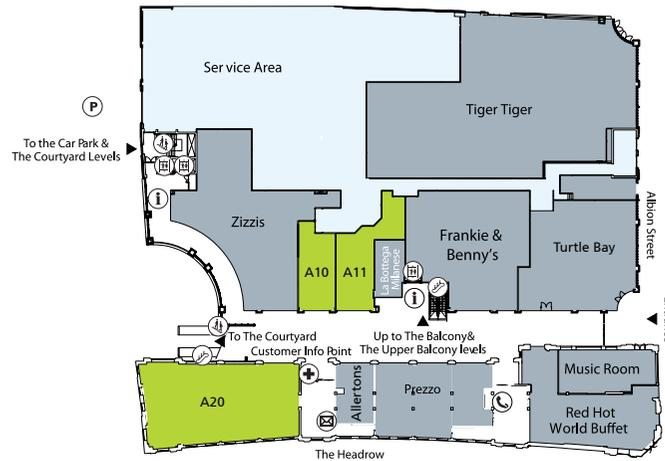 Service Area
Tiger Tiger
P
To the Car Park &
The Courtyard Levels
i
Zizzis
A10
A11
La Bottega
Milanese
Frankie &
Benny's
Turtle Bay
Albion Street
i
To The Courtyard
Customer Info Point
Up to The Balcony&
The Upper Balcony levels
A20
Allertons
Prezzo
Music Room
Red Hot
World Buffet
The Headrow